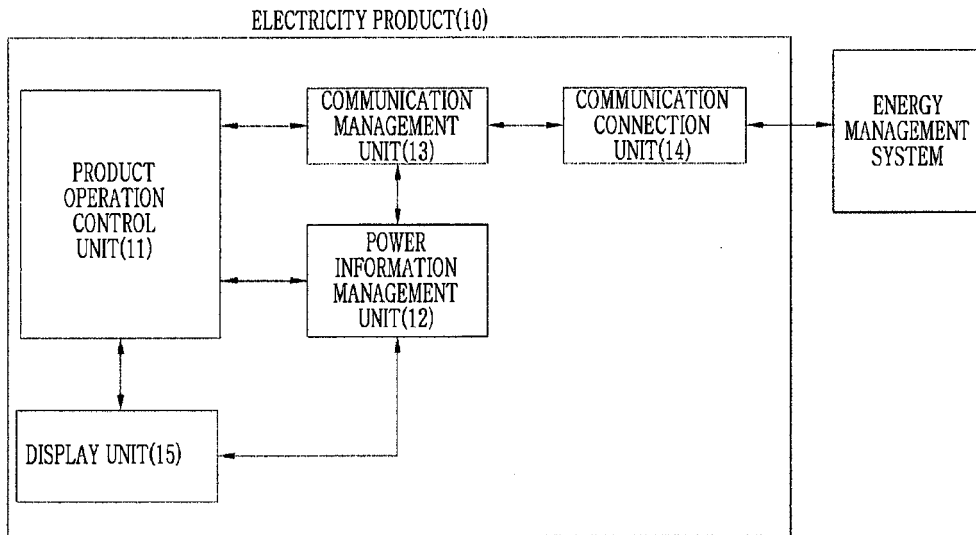 ELECTRICITY PRODUCT(10)
PRODUCT
OPERATION
CONTROL
UNIT(11)
COMMUNICATION
MANAGEMENT
UNIT(13)
COMMUNICATION
CONNECTION
UNIT(14)
ENERGY
MANAGEMENT
SYSTEM
POWER
INFORMATION
MANAGEMENT
UNIT(12)
DISPLAY UNIT(15)